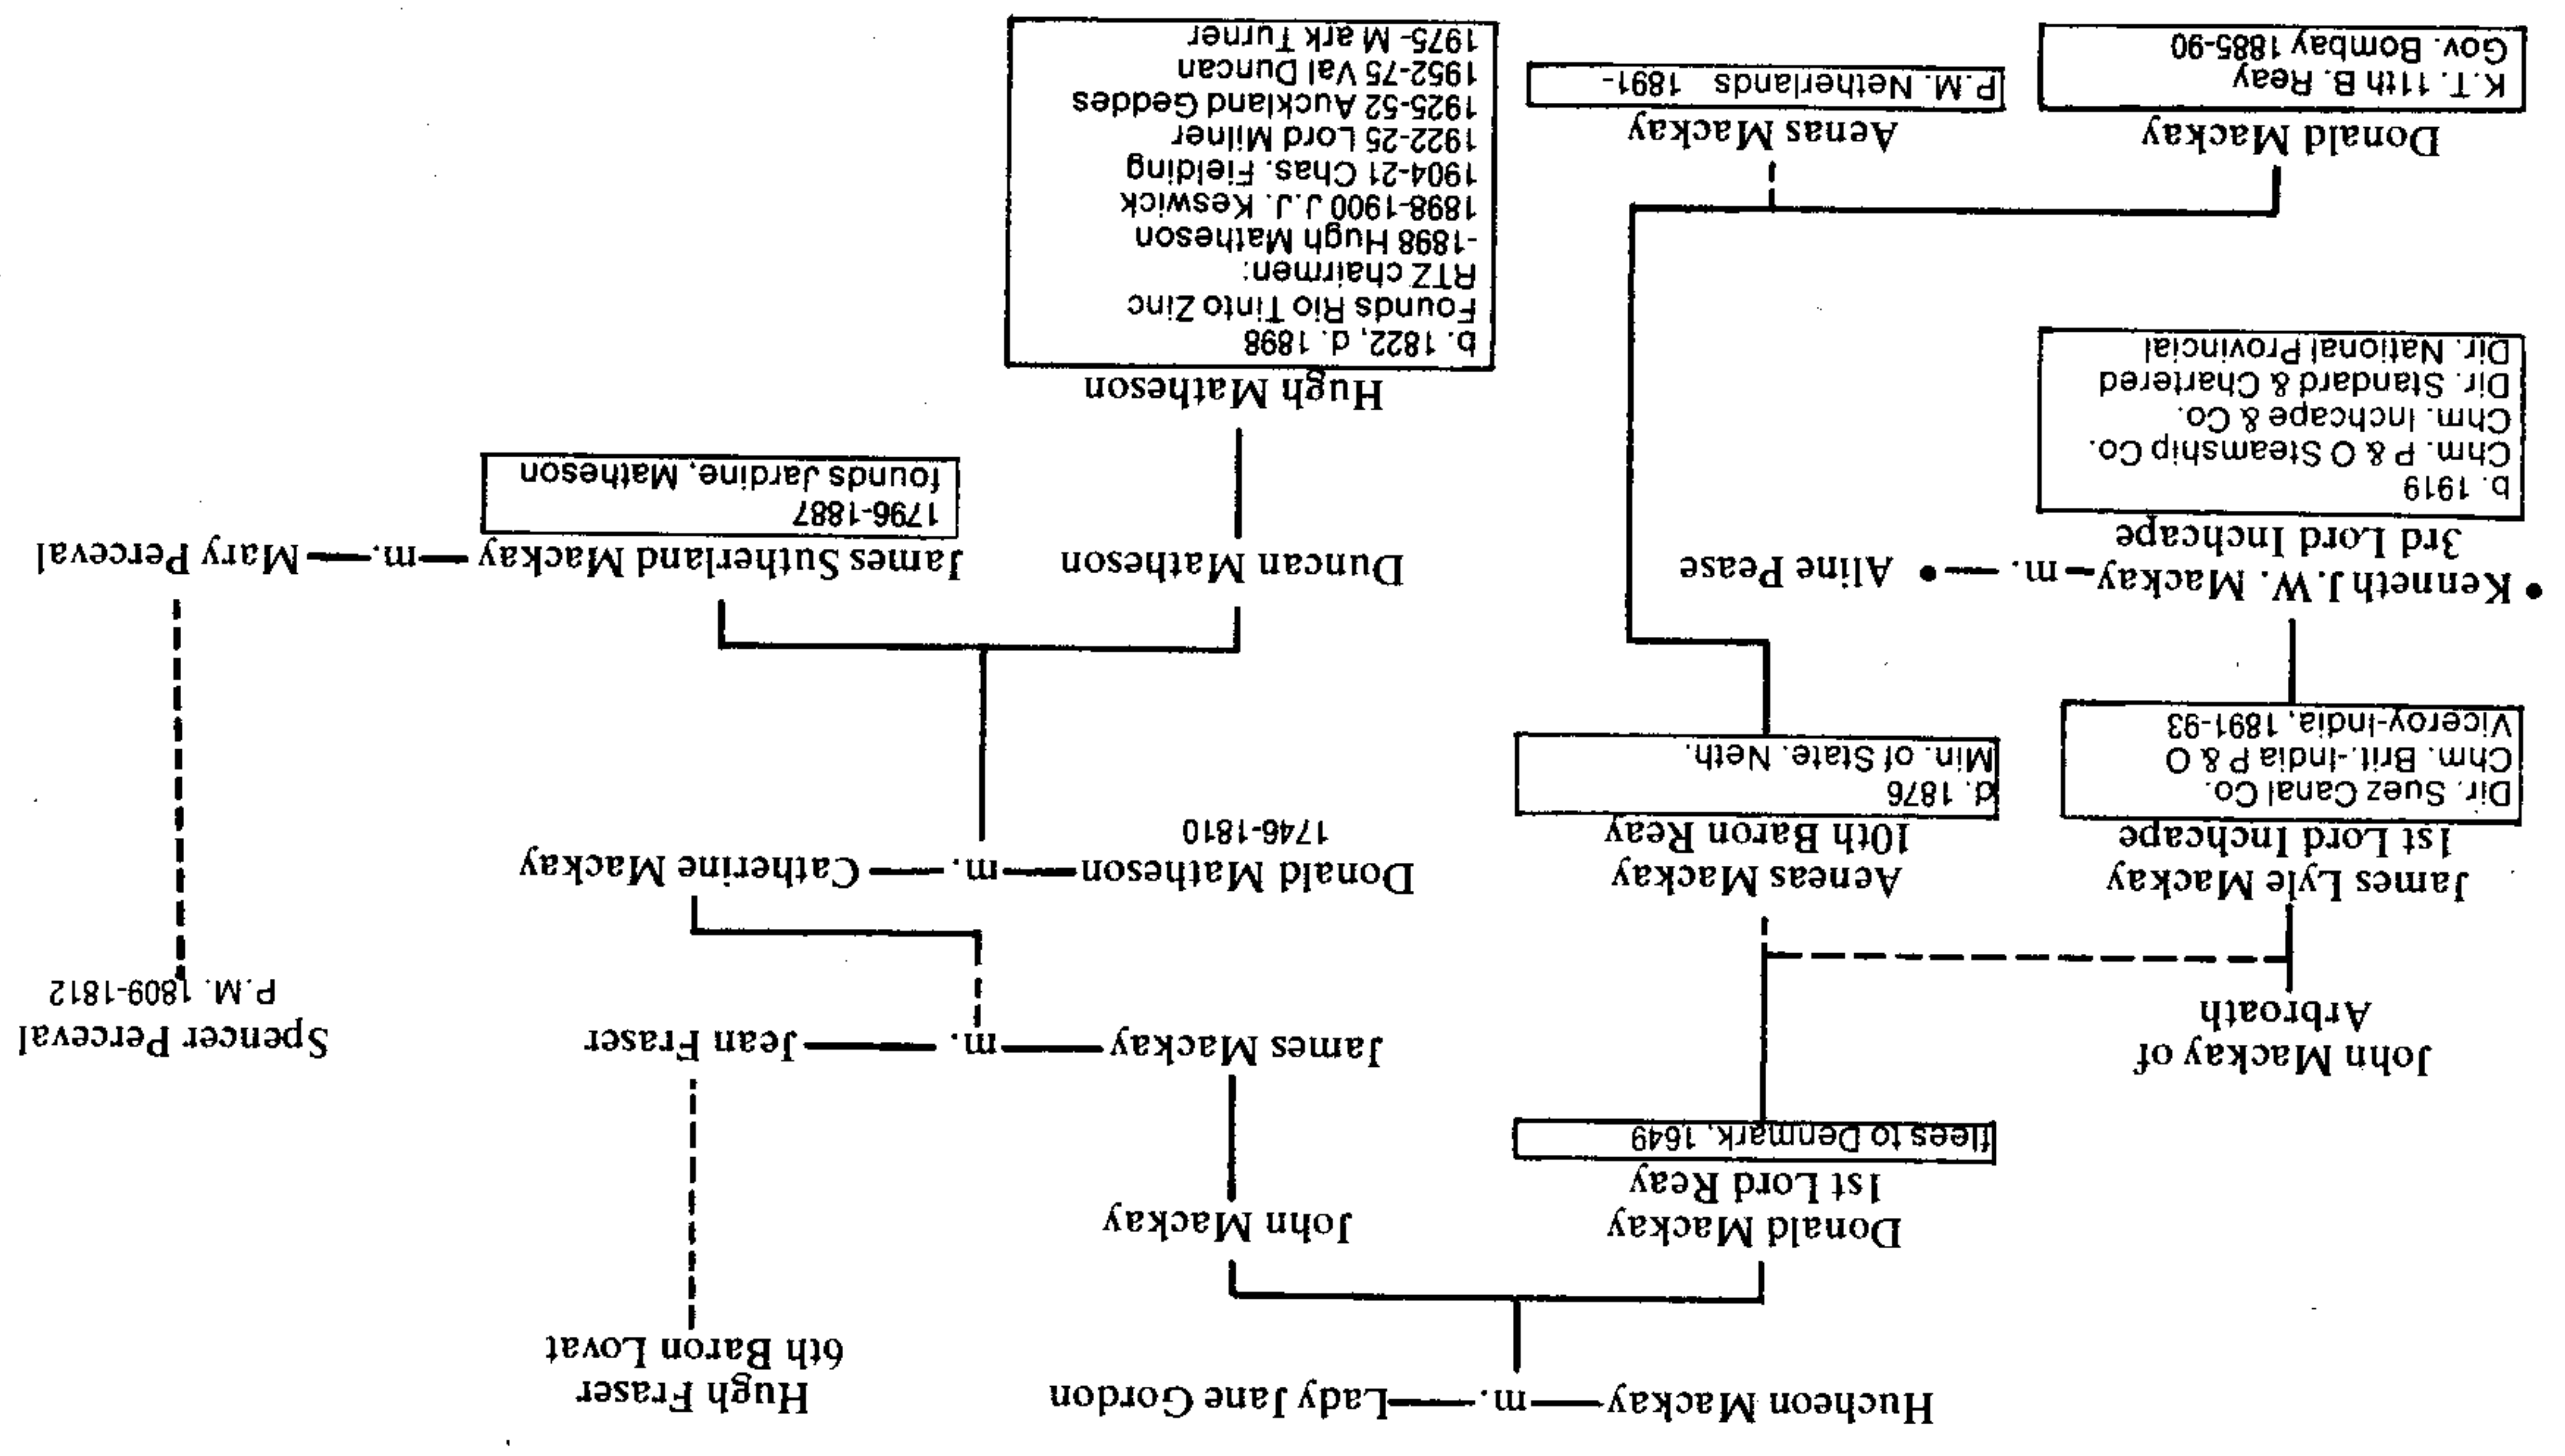 Hucheon Mackay — m. — Lady Jane Gordon
Hugh Fraser
6th Baron Lovat
Donald Mackay
1st Lord Reay
flees to Denmark, 1649
John Mackay
John Mackay of
Arbroath
James Mackay — m. — Jean Fraser
Spencer Perceval
P.M. 1809-1812
James Lyle Mackay
1st Lord Inchcape
Dir. Suez Canal Co.
Chm. Brit.-India P & O
Viceroy-India, 1891-93
Aeneas Mackay
10th Baron Reay
d. 1876
Min. of State. Neth.
Donald Matheson — m. — Catherine Mackay
1746-1810
• Kenneth J.W. Mackay — m. — • Aline Pease
3rd Lord Inchcape
b. 1919
Chm. P & O Steamship Co.
Chm. Inchcape & Co.
Dir. Standard & Chartered
Dir. National Provincial
Duncan Matheson
James Sutherland Mackay — m. — Mary Perceval
1796-1887
founds Jardine, Matheson
Hugh Matheson
b. 1822, d. 1898
Founds Rio Tinto Zinc
RTZ chairmen:
-1898 Hugh Matheson
1898-1900 J.J. Keswick
1904-21 Chas. Fielding
1922-25 Lord Milner
1925-52 Auckland Geddes
1952-75 Val Duncan
1975- Mark Turner
Donald Mackay
K.T. 11th B. Reay
Gov. Bombay 1885-90
Aenas Mackay
P.M. Netherlands 1891-